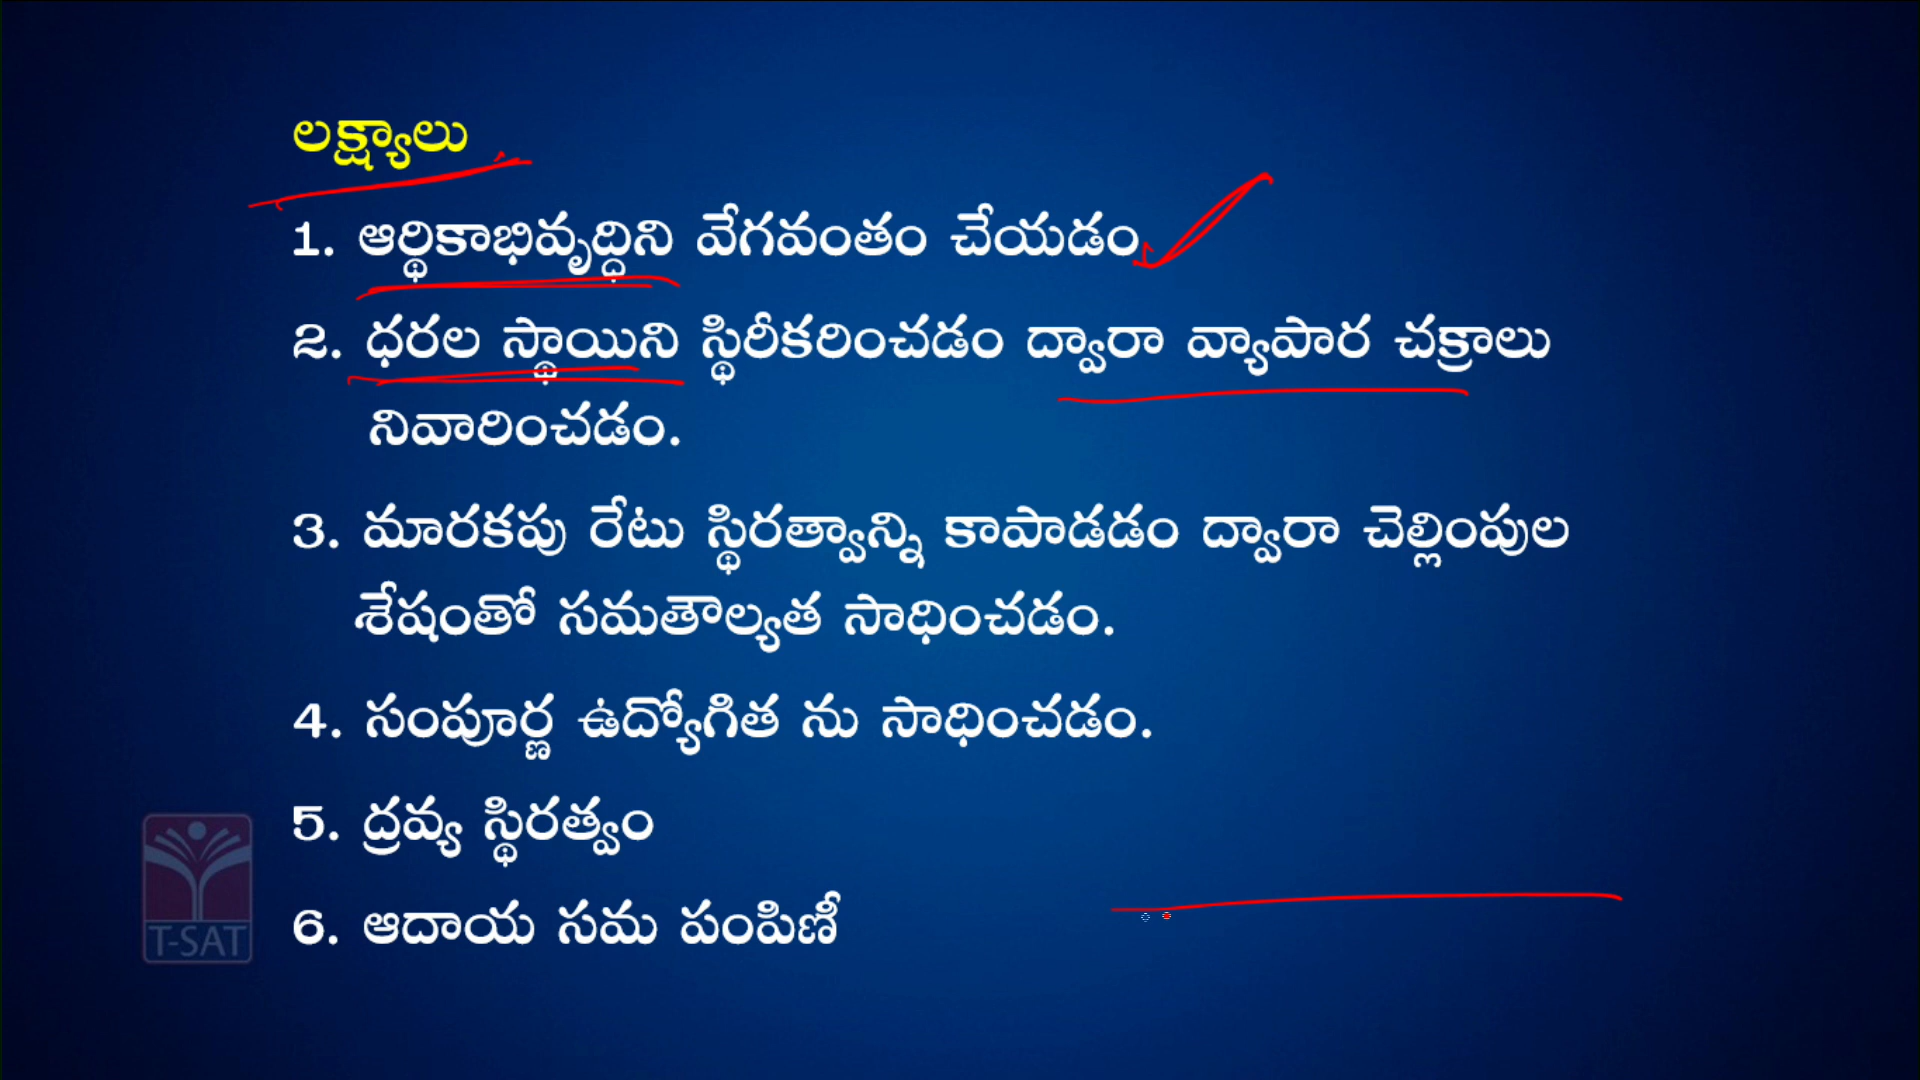 లక్ష్యాలు
1. ఆర్థికాభివృద్ధిని వేగవంతం చేయడం
2. ధరల స్థాయిని స్థిరీకరించడం ద్వారా వ్యాపార చక్రాలు
నివారించడం.
3. మారకపు రేటు స్థిరత్వాన్ని కాపాడడం ద్వారా చెల్లింపుల
శేషంతో సమతౌల్యత సాధించడం.
4. సంపూర్ణ ఉద్యోగిత ను సాధించడం.
5. ద్రవ్య స్థిరత్వం
6. ఆదాయ సమ పంపిణీ
T-SAT